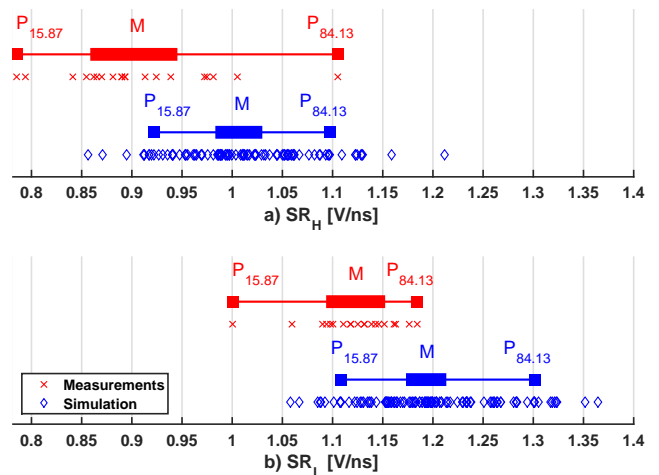 P15.87 M P84.13
P15.87 M P84.13
0.8 0.85 0.9 0.95 1 1.05 1.1 1.15 1.2 1.25 1.3 1.35 1.4
a) SR_H [V/ns]
P15.87 M P84.13
P15.87 M P84.13
Measurements
Simulation
0.8 0.85 0.9 0.95 1 1.05 1.1 1.15 1.2 1.25 1.3 1.35 1.4
b) SR_L [V/ns]